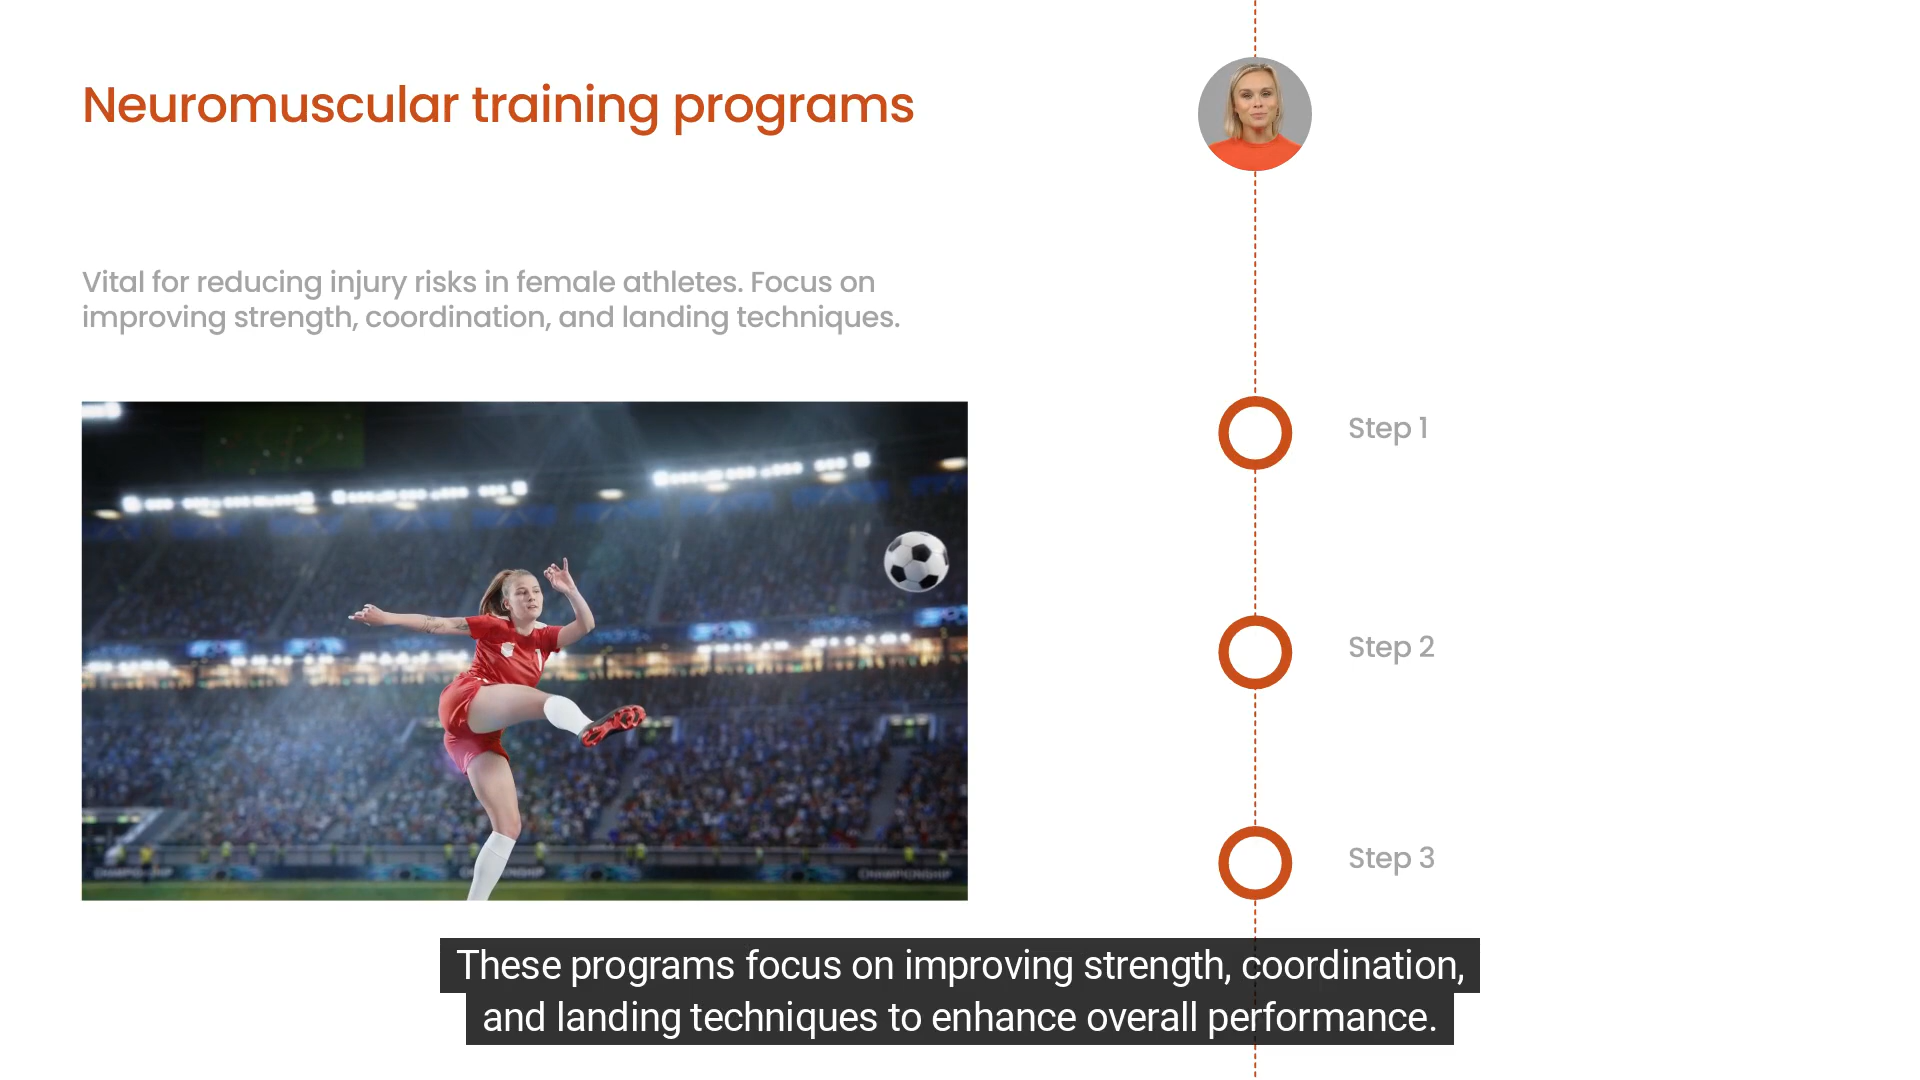 Neuromuscular training programs
Vital for reducing injury risks in female athletes. Focus on
improving strength, coordination, and landing techniques.
Step 1
Step 2
Step 3
CHAMPIONSHIP
These programs focus on improving strength, coordination,
and landing techniques to enhance overall performance.